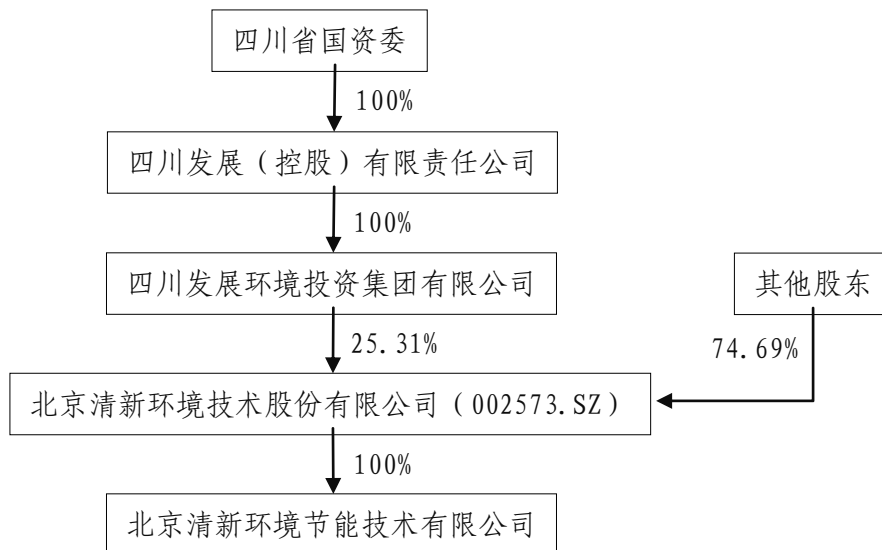 四川省国资委
100%
四川发展（控股）有限责任公司
100%
四川发展环境投资集团有限公司
其他股东
25.31%
74.69%
北京清新环境技术股份有限公司（002573.SZ）
100%
北京清新环境节能技术有限公司